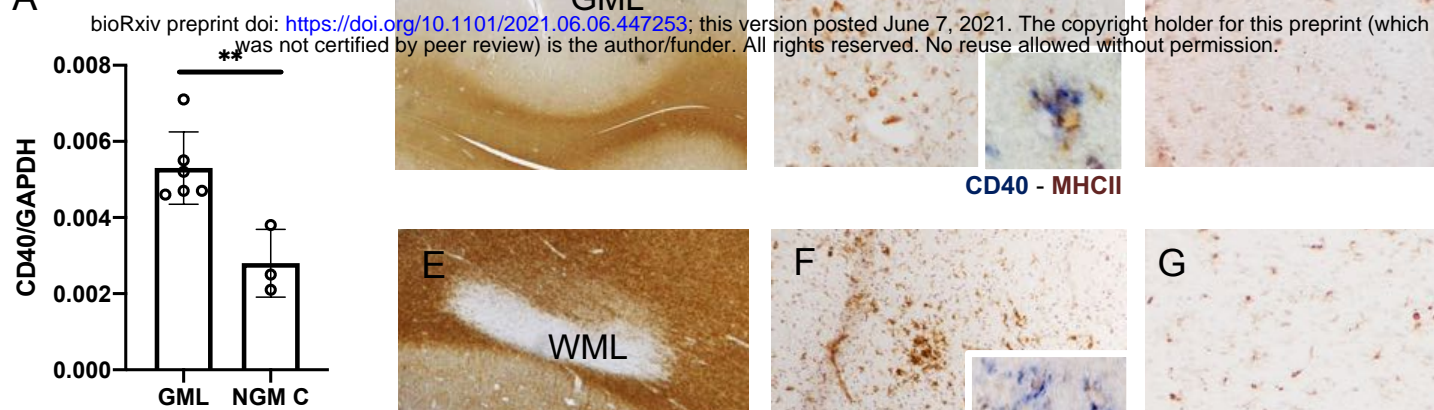 A
GML
bioRxiv preprint doi: https://doi.org/10.1101/2021.06.06.447253; this version posted June 7, 2021. The copyright holder for this preprint (which
was not certified by peer review) is the author/funder. All rights reserved. No reuse allowed without permission.
**
0.008
0.006
0.004
0.002
0.000
CD40/GAPDH
GML NGM C
CD40 - MHCII
E
WML
F
G